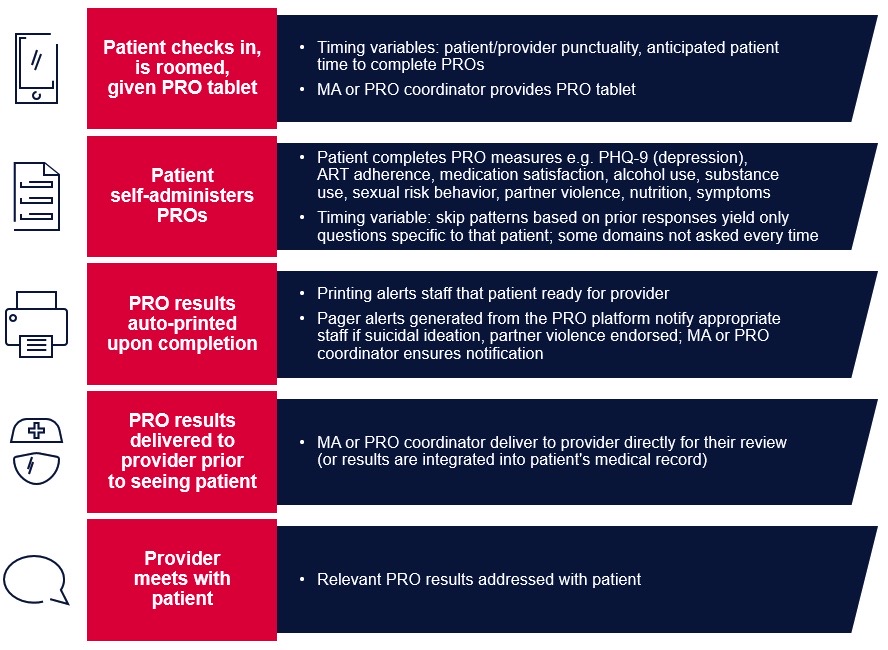 Patient checks in,
is roomed,
given PRO tablet
• Timing variables: patient/provider punctuality, anticipated patient
time to complete PROs
• MA or PRO coordinator provides PRO tablet
Patient
self-administers
PROs
• Patient completes PRO measures e.g. PHQ-9 (depression),
ART adherence, medication satisfaction, alcohol use, substance
use, sexual risk behavior, partner violence, nutrition, symptoms
• Timing variable: skip patterns based on prior responses yield only
questions specific to that patient; some domains not asked every time
PRO results
auto-printed
upon completion
• Printing alerts staff that patient ready for provider
• Pager alerts generated from the PRO platform notify appropriate
staff if suicidal ideation, partner violence endorsed; MA or PRO
coordinator ensures notification
PRO results
delivered to
provider prior
to seeing patient
• MA or PRO coordinator deliver to provider directly for their review
(or results are integrated into patient's medical record)
Provider
meets with
patient
• Relevant PRO results addressed with patient